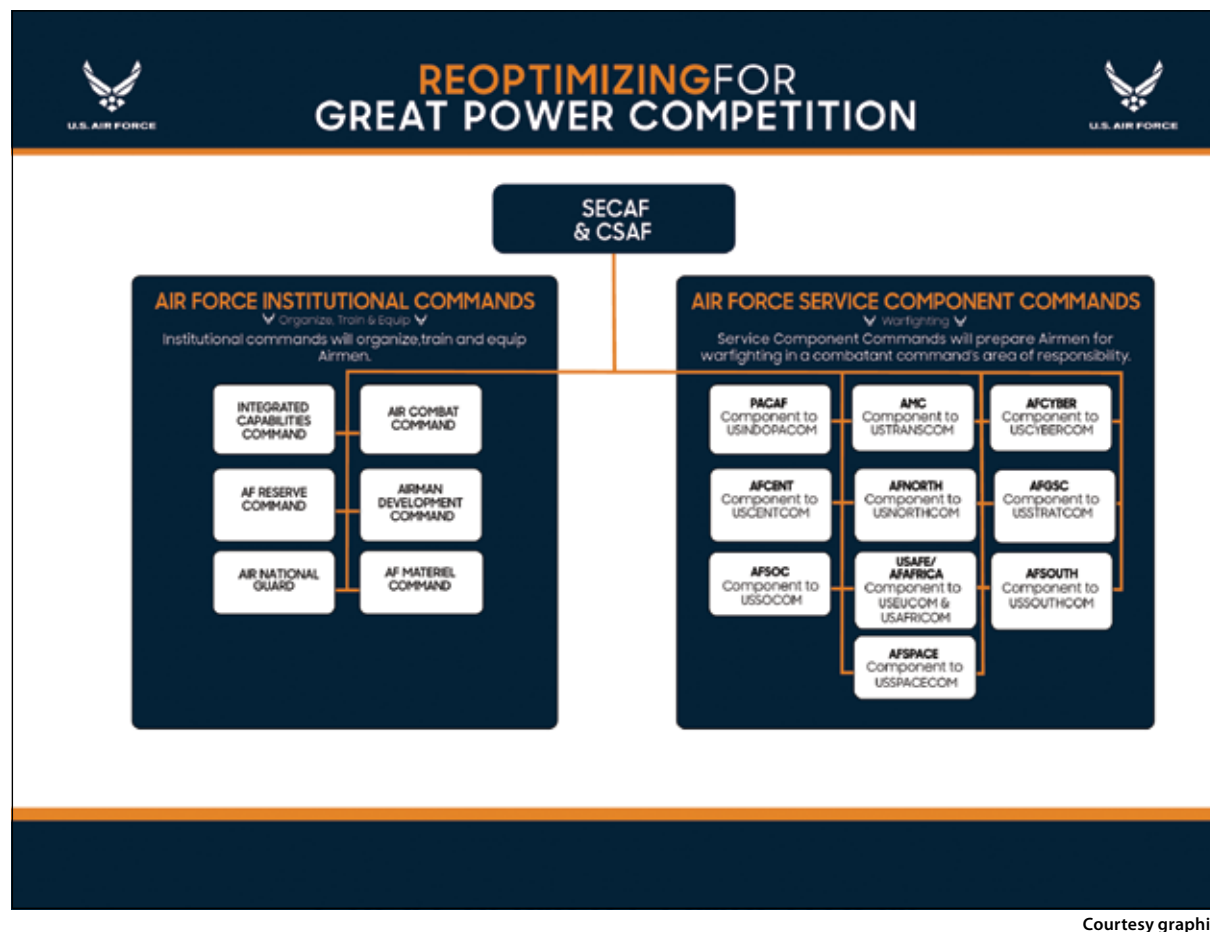 REOPTIMIZINGFOR
GREAT POWER COMPETITION
U.S. AIR FORCE
U.S. AIR FORCE
SECAF
& CSAF
AIR FORCE INSTITUTIONAL COMMANDS
Organize, Train & Equip
Institutional commands will organize,train and equip
Airmen.
INTEGRATED
CAPABILITIES
COMMAND
AIR COMBAT
COMMAND
AF RESERVE
COMMAND
AIRMAN
DEVELOPMENT
COMMAND
AIR NATIONAL
GUARD
AF MATERIEL
COMMAND
AIR FORCE SERVICE COMPONENT COMMANDS
Warfighting
Service Component Commands will prepare Airmen for
warfighting in a combatant command's area of responsibility.
PACAF
Component to
USINDOPACOM
AMC
Component to
USTRANSCOM
AFCYBER
Component to
USCYBERCOM
AFCENT
Component to
USCENTCOM
AFNORTH
Component to
USNORTHCOM
AFGSC
Component to
USSTRATCOM
AFSOC
Component to
USSOCOM
USAFE/
AFAFRICA
Component to
USEUCOM &
USAFRICOM
AFSOUTH
Component to
USSOUTHCOM
AFSPACE
Component to
USSPACECOM
Courtesy graphi